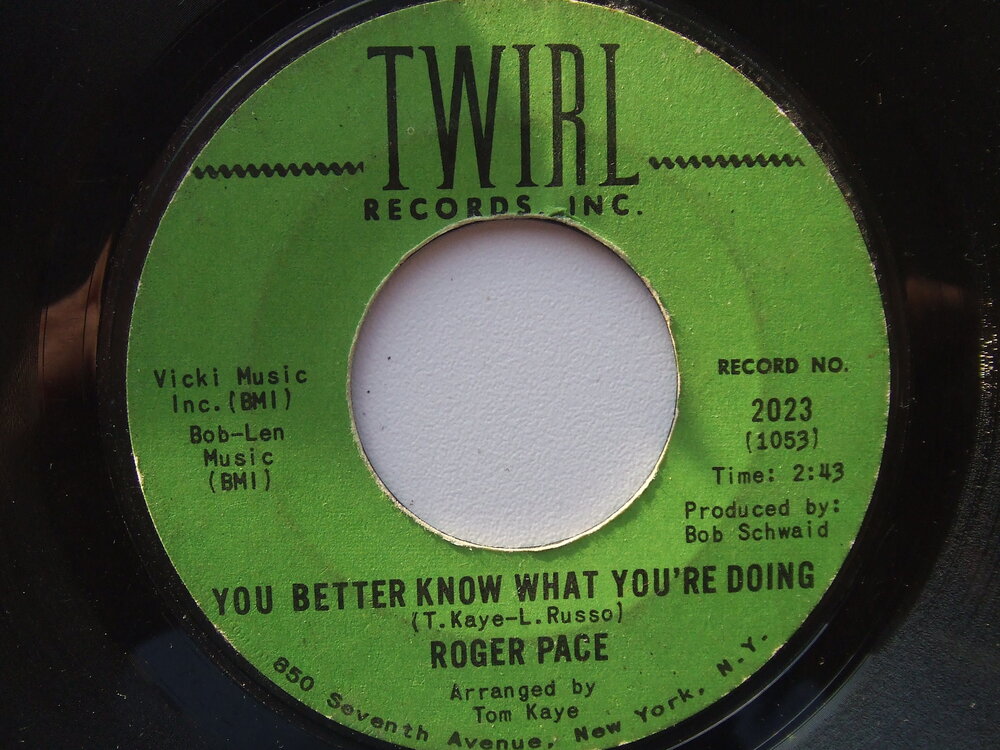 TWIRL
RECORDS, INC.
Vicki Music
Inc.(BMI)
Bob-Len
Music
(BMI)
RECORD NO.
2023
(1053)
Time: 2:43
Produced by:
Bob Schwaid
YOU BETTER KNOW WHAT YOU'RE DOING
(T.Kaye-L.Russo)
ROGER PACE
Arranged by
Tom Kaye
850 Seventh Avenue, New York, N.Y.